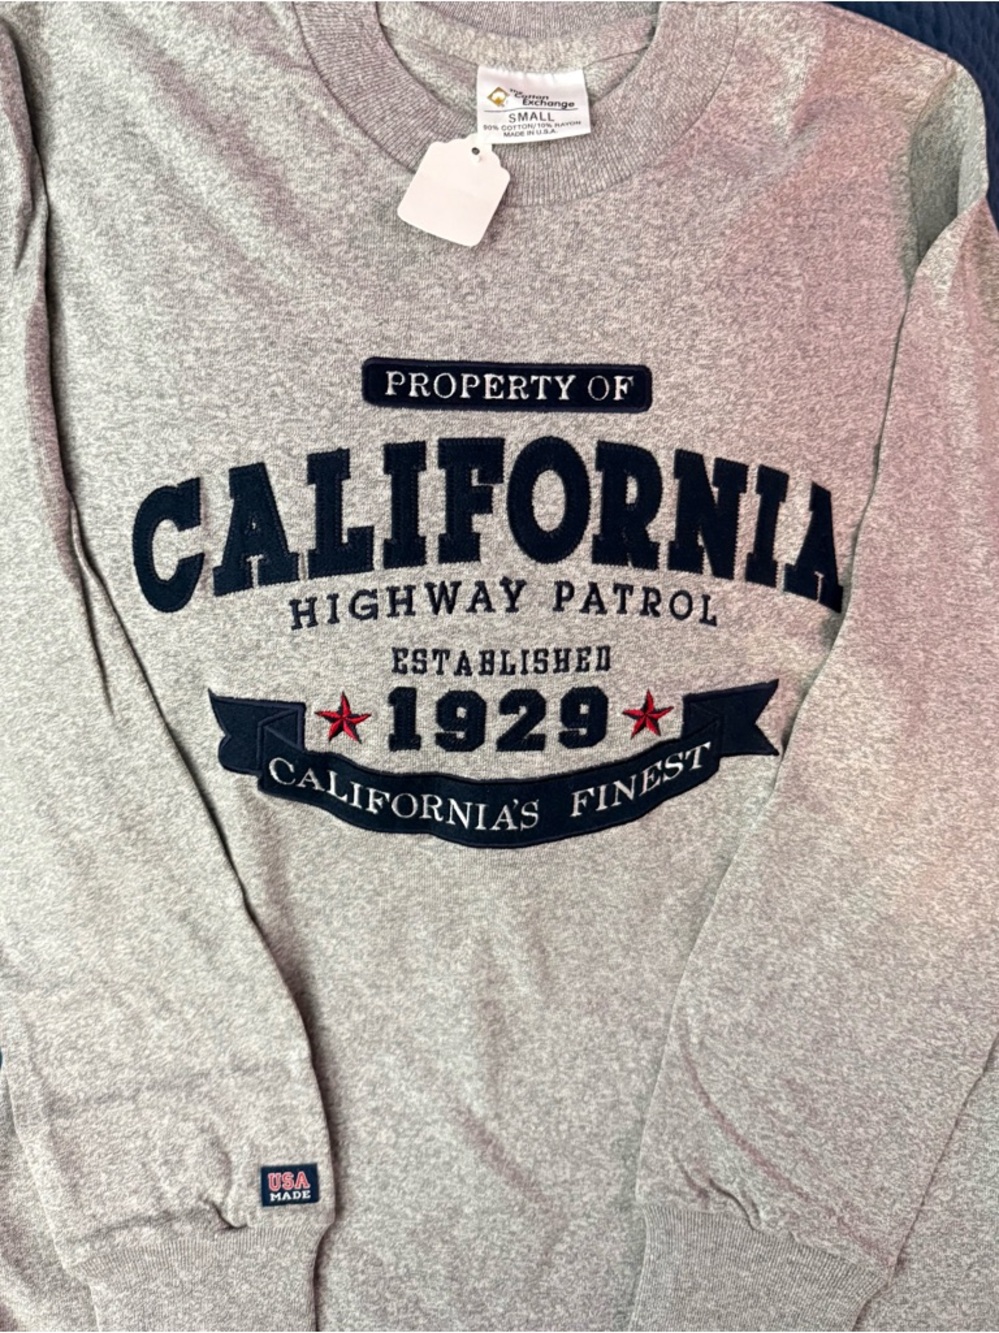 The
Cotton
Exchange
SMALL
90% COTTON/10% RAYON
MADE IN U.S.A.
PROPERTY OF
CALIFORNIA
HIGHWAY PATROL
ESTABLISHED
1929
CALIFORNIA'S FINEST
USA
MADE